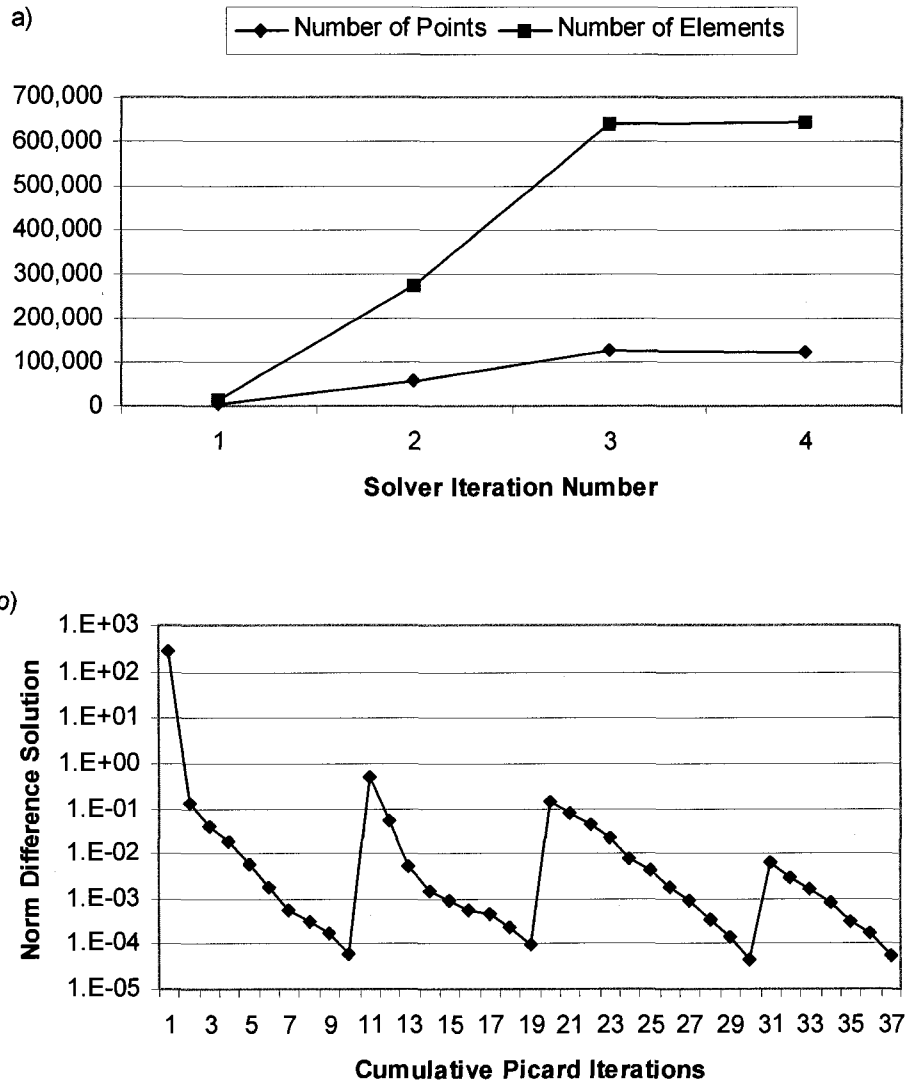 a)
Number of Points Number of Elements
700,000
600,000
500,000
400,000
300,000
200,000
100,000
0
1 2 3 4
Solver Iteration Number
b)
Norm Difference Solution
1.E+03
1.E+02
1.E+01
1.E+00
1.E-01
1.E-02
1.E-03
1.E-04
1.E-05
1 3 5 7 9 11 13 15 17 19 21 23 25 27 29 31 33 35 37
Cumulative Picard Iterations